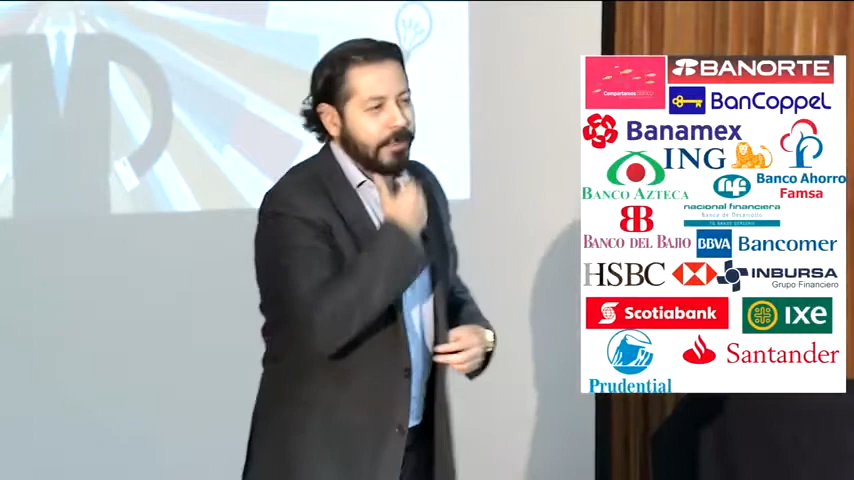 Compartamos Banco
BANORTE
BanCoppel
Banamex
ING
Banco Ahorro
Famsa
BANCO AZTECA
nf
nacional financiera
Banco de Desarrollo
BANCO DEL BAJIO
BBVA Bancomer
HSBC
INBURSA
Grupo Financiero
Scotiabank
ixe
Santander
Prudential